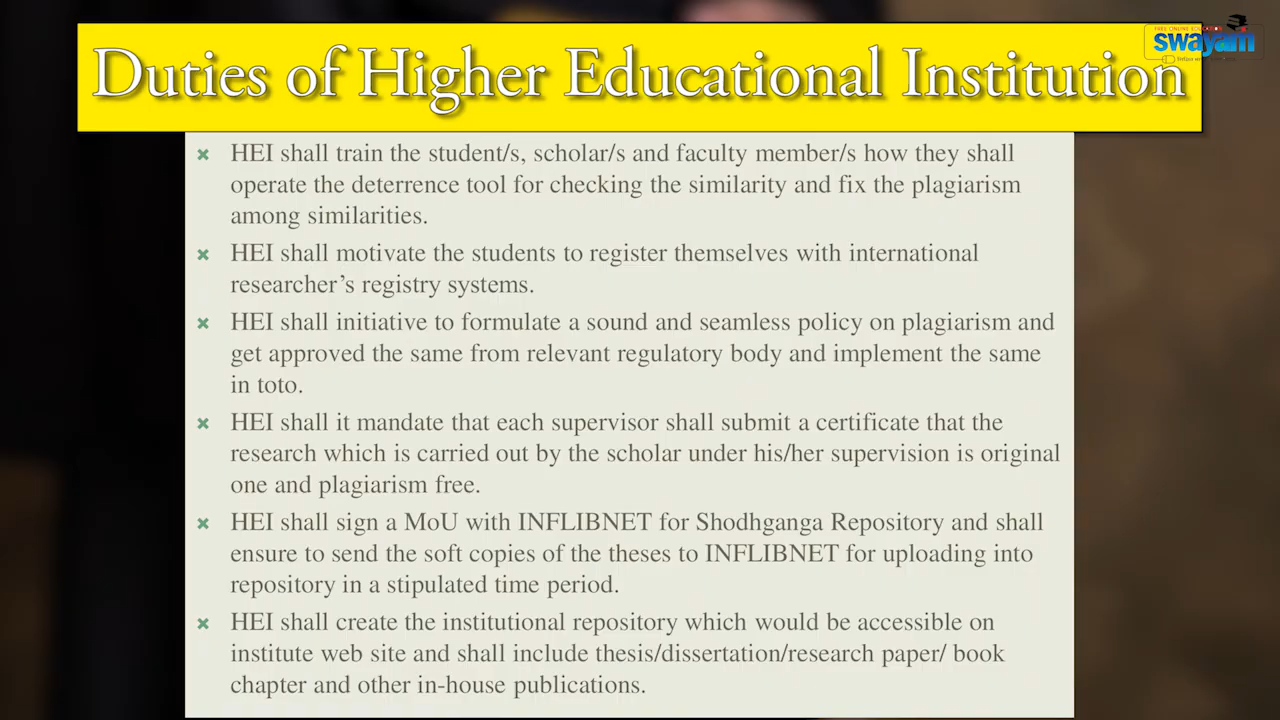 FREE ONLINE EDUCATION
swayam
Duties of Higher Educational Institution
HEI shall train the student/s, scholar/s and faculty member/s how they shall
operate the deterrence tool for checking the similarity and fix the plagiarism
among similarities.
HEI shall motivate the students to register themselves with international
researcher’s registry systems.
HEI shall initiative to formulate a sound and seamless policy on plagiarism and
get approved the same from relevant regulatory body and implement the same
in toto.
HEI shall it mandate that each supervisor shall submit a certificate that the
research which is carried out by the scholar under his/her supervision is original
one and plagiarism free.
HEI shall sign a MoU with INFLIBNET for Shodhganga Repository and shall
ensure to send the soft copies of the theses to INFLIBNET for uploading into
repository in a stipulated time period.
HEI shall create the institutional repository which would be accessible on
institute web site and shall include thesis/dissertation/research paper/ book
chapter and other in-house publications.